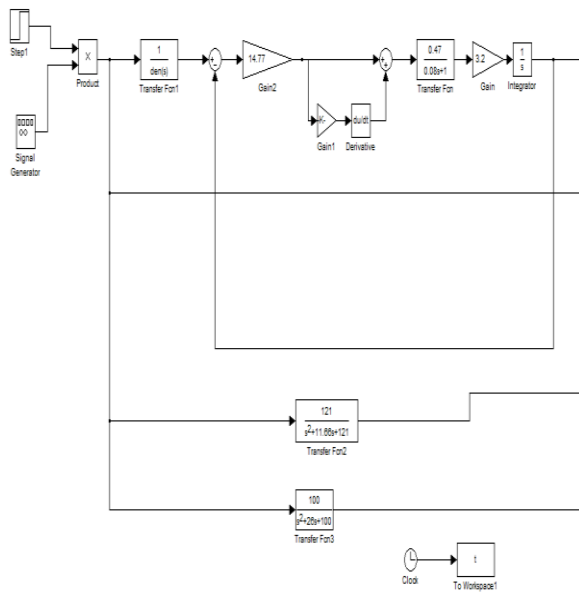 Step1
X
Product
Signal
Generator
1
den(s)
Transfer Fcn1
14.77
Gain2
-K-
Gain1
du/dt
Derivative
0.47
0.08s+1
Transfer Fcn
3.2
Gain
1
s
Integrator
121
s2+11.66s+121
Transfer Fcn2
100
s2+26s+100
Transfer Fcn3
Clock
t
To Workspace1